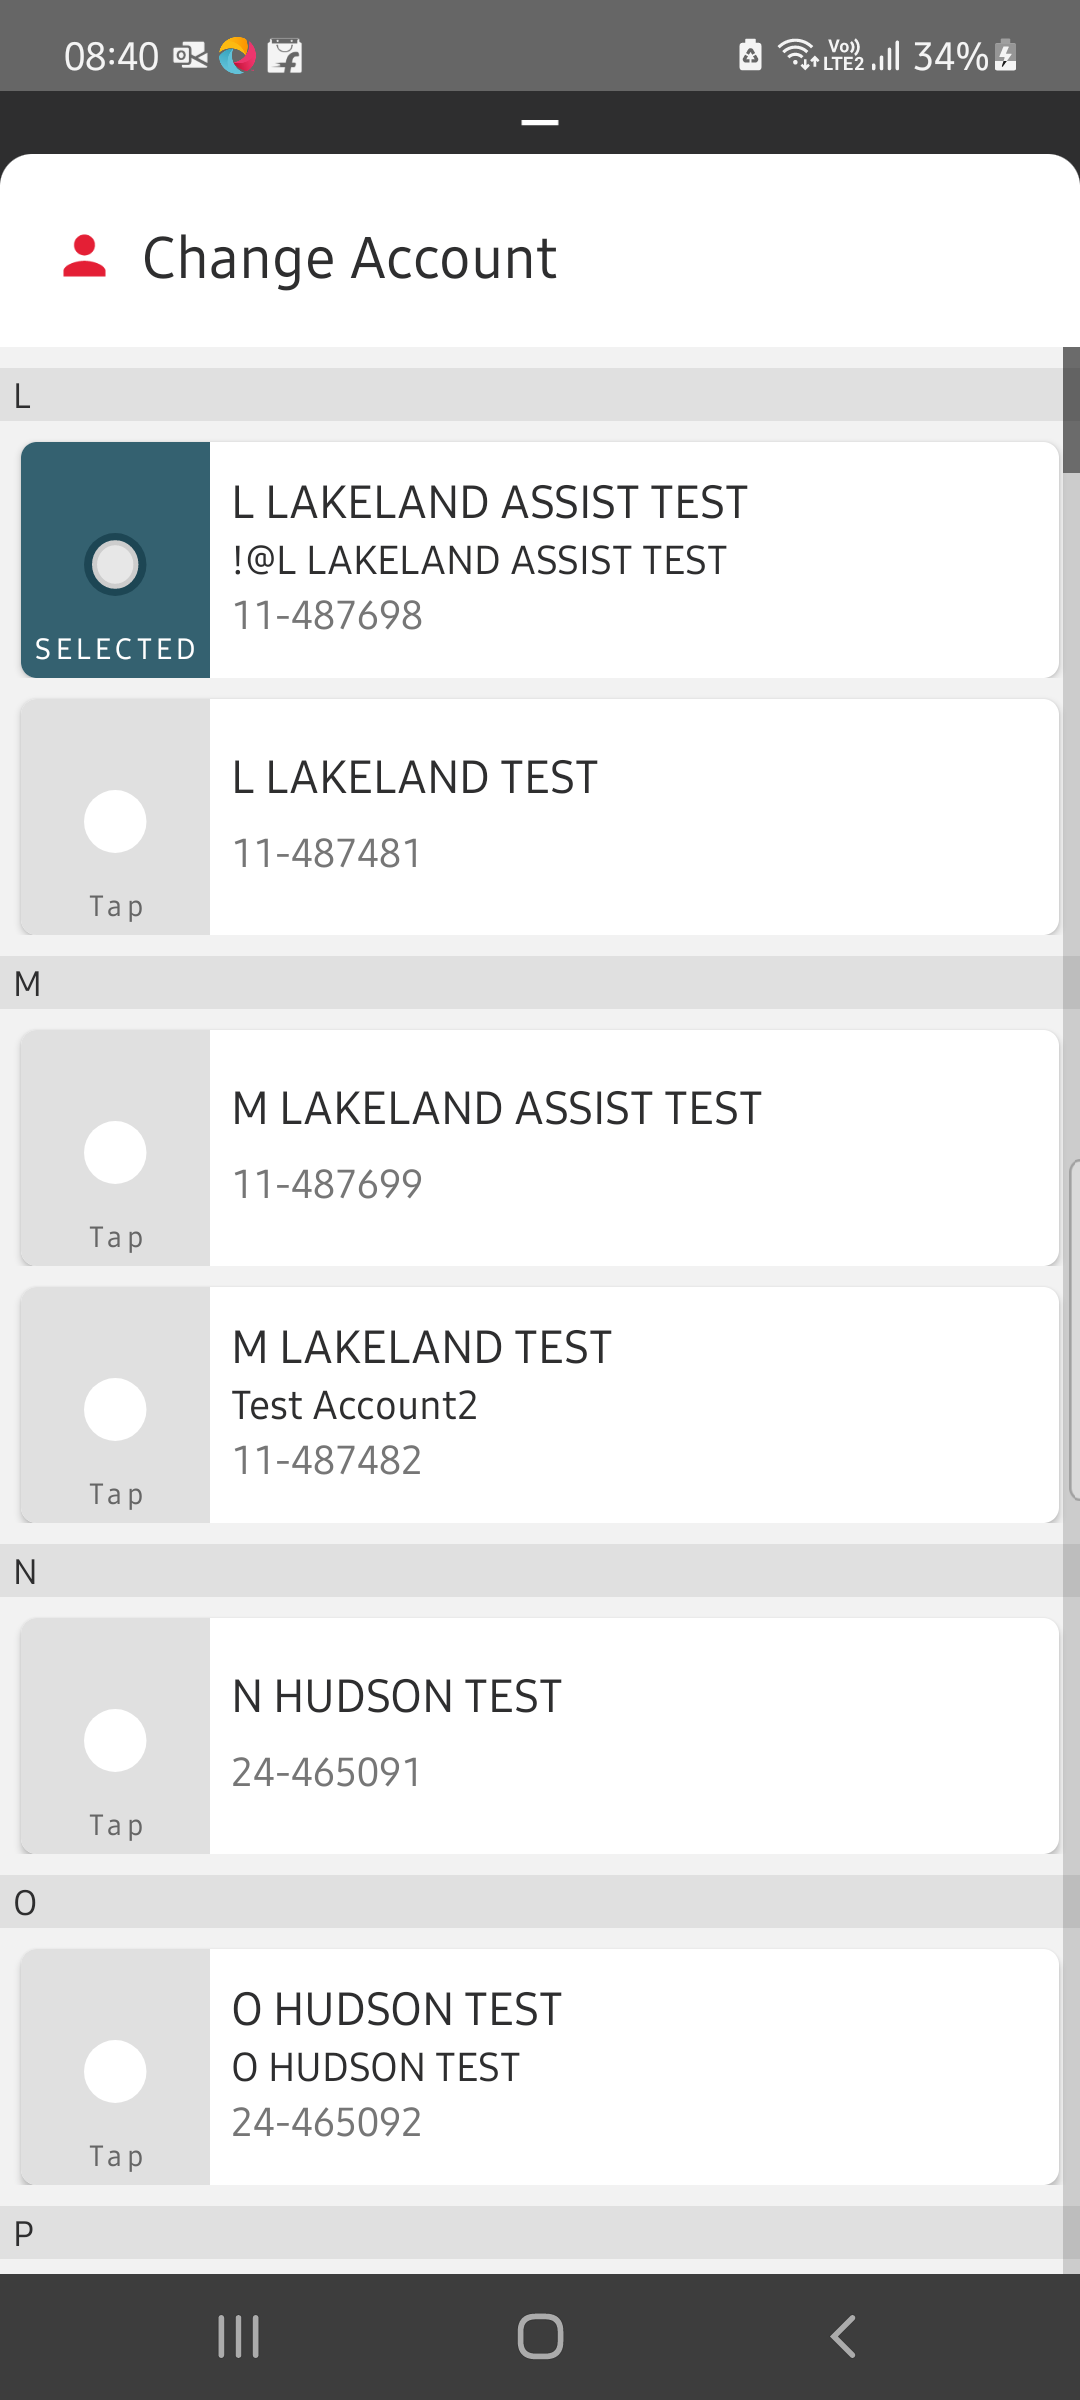 08:40 Vo)) LTE2 34%
Change Account
L
L LAKELAND ASSIST TEST
!@L LAKELAND ASSIST TEST
11-487698
SELECTED
L LAKELAND TEST
11-487481
Tap
M
M LAKELAND ASSIST TEST
11-487699
Tap
M LAKELAND TEST
Test Account2
11-487482
Tap
N
N HUDSON TEST
24-465091
Tap
O
O HUDSON TEST
O HUDSON TEST
24-465092
Tap
P